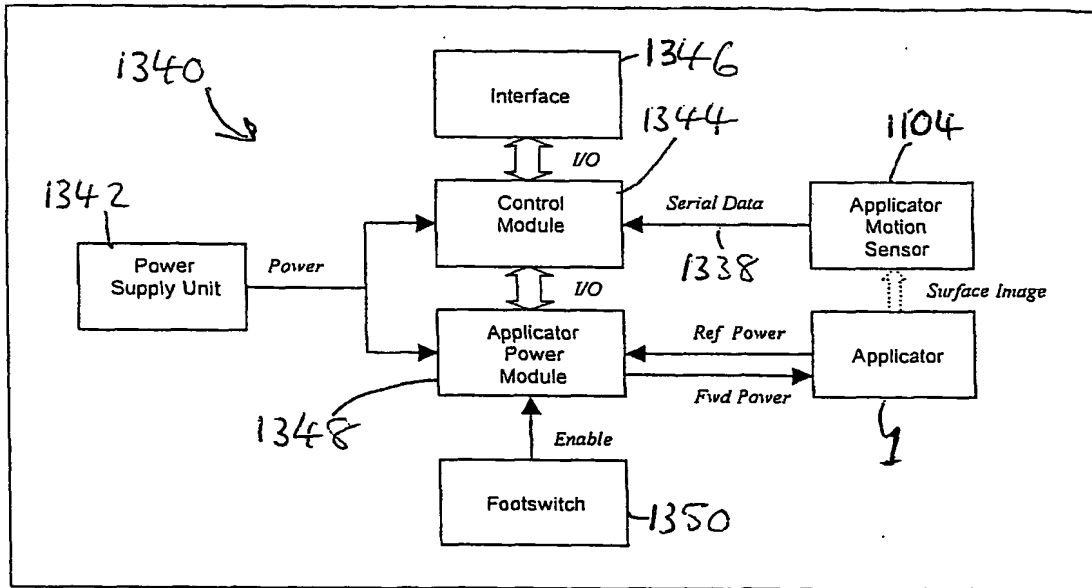 1340
1346
Interface
1344
I/O
1104
1342
Control
Module
Serial Data
1338
Applicator
Motion
Sensor
Power
Supply Unit
Power
I/O
Surface Image
Applicator
Power
Module
Ref Power
Fwd Power
Applicator
1348
Enable
1
Footswitch
1350